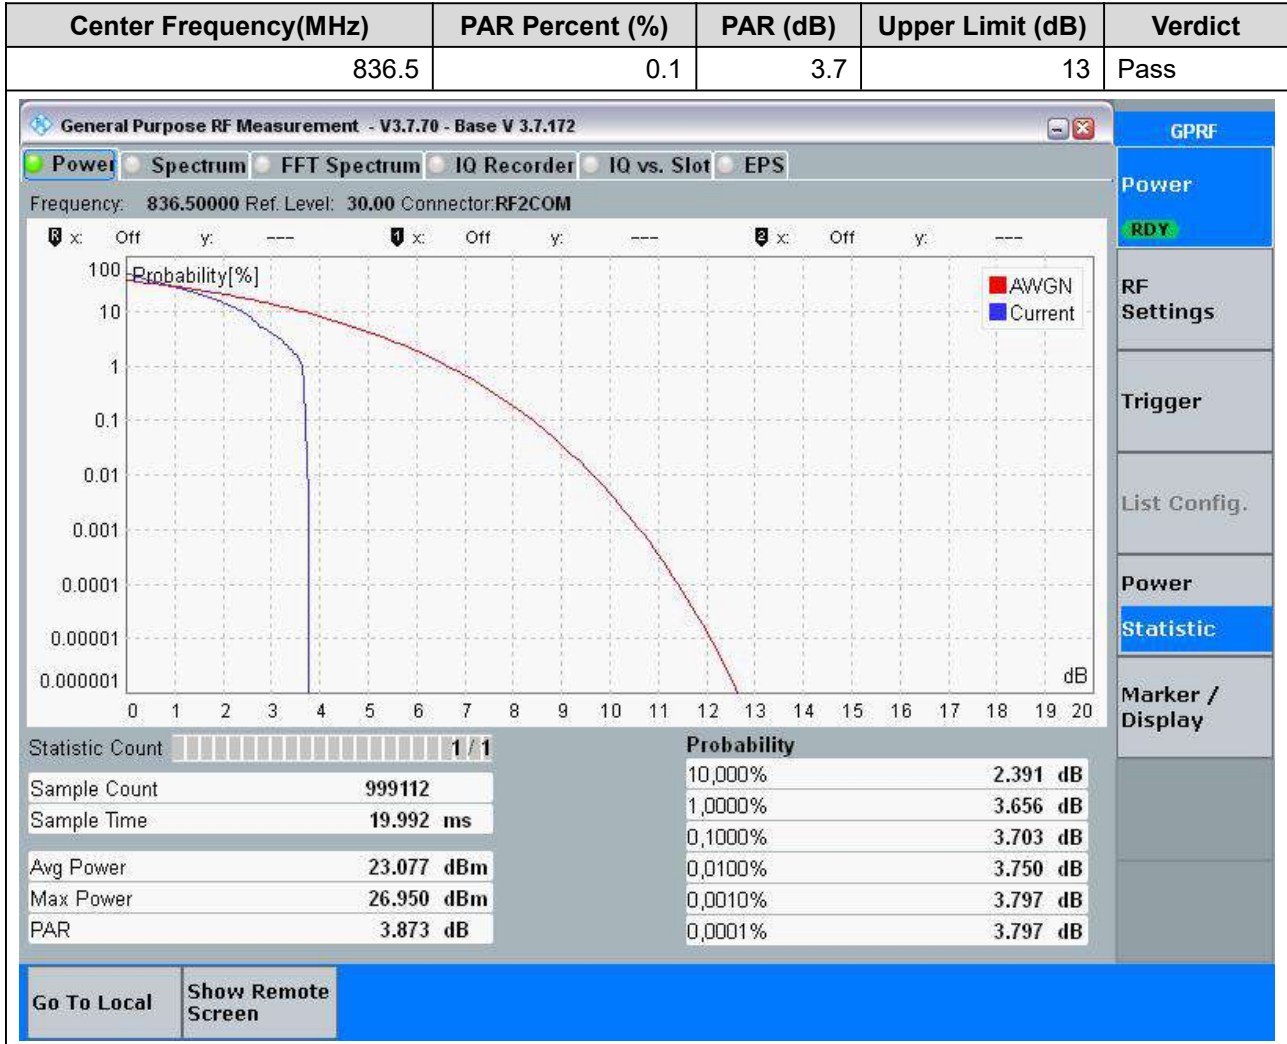 Center Frequency(MHz) PAR Percent (%) PAR (dB) Upper Limit (dB) Verdict
836.5 0.1 3.7 13 Pass
General Purpose RF Measurement - V3.7.70 - Base V 3.7.172
GPRF
Power Spectrum FFT Spectrum IQ Recorder IQ vs. Slot EPS
Frequency: 836.50000 Ref. Level: 30.00 Connector:RF2COM
R x: Off y: --- 1 x: Off y: --- 2 x: Off y: ---
Probability[%]
AWGN
Current
100
10
1
0.1
0.01
0.001
0.0001
0.00001
0.000001
dB
0 1 2 3 4 5 6 7 8 9 10 11 12 13 14 15 16 17 18 19 20
Power
RDY
RF
Settings
Trigger
List Config.
Power
Statistic
Marker /
Display
Statistic Count 1 / 1
Sample Count 999112
Sample Time 19.992 ms
Avg Power 23.077 dBm
Max Power 26.950 dBm
PAR 3.873 dB
Probability
10,000% 2.391 dB
1,0000% 3.656 dB
0,1000% 3.703 dB
0,0100% 3.750 dB
0,0010% 3.797 dB
0,0001% 3.797 dB
Go To Local
Show Remote
Screen